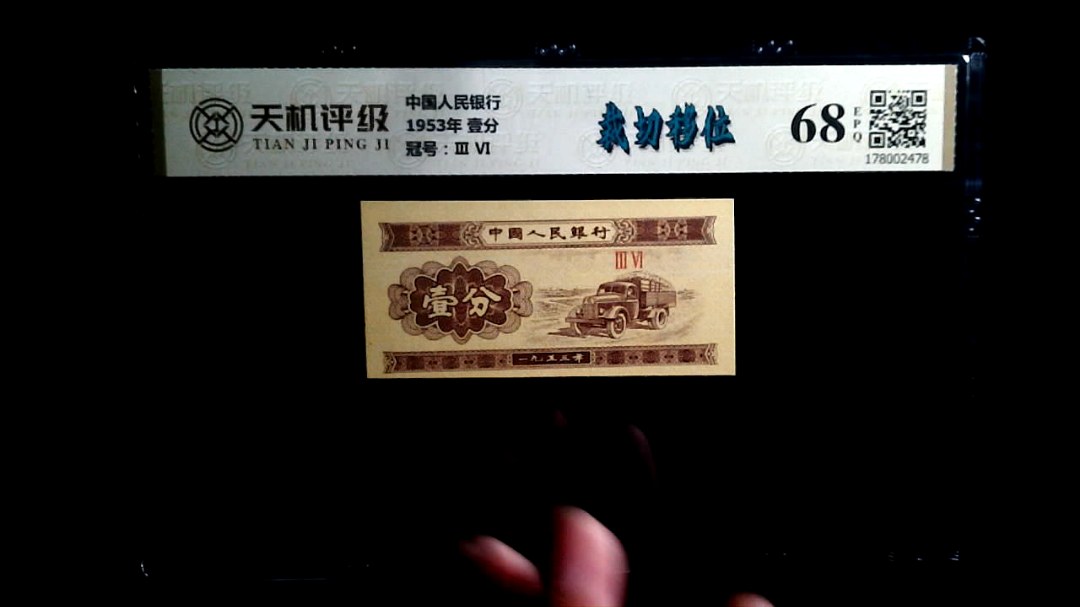 天机评级
TIAN JI PING JI
中国人民银行
1953年 壹分
冠号：Ⅲ Ⅵ
裁切移位
68
EPQ
178002478
中國人民銀行
Ⅲ Ⅵ
壹分
一九五三年